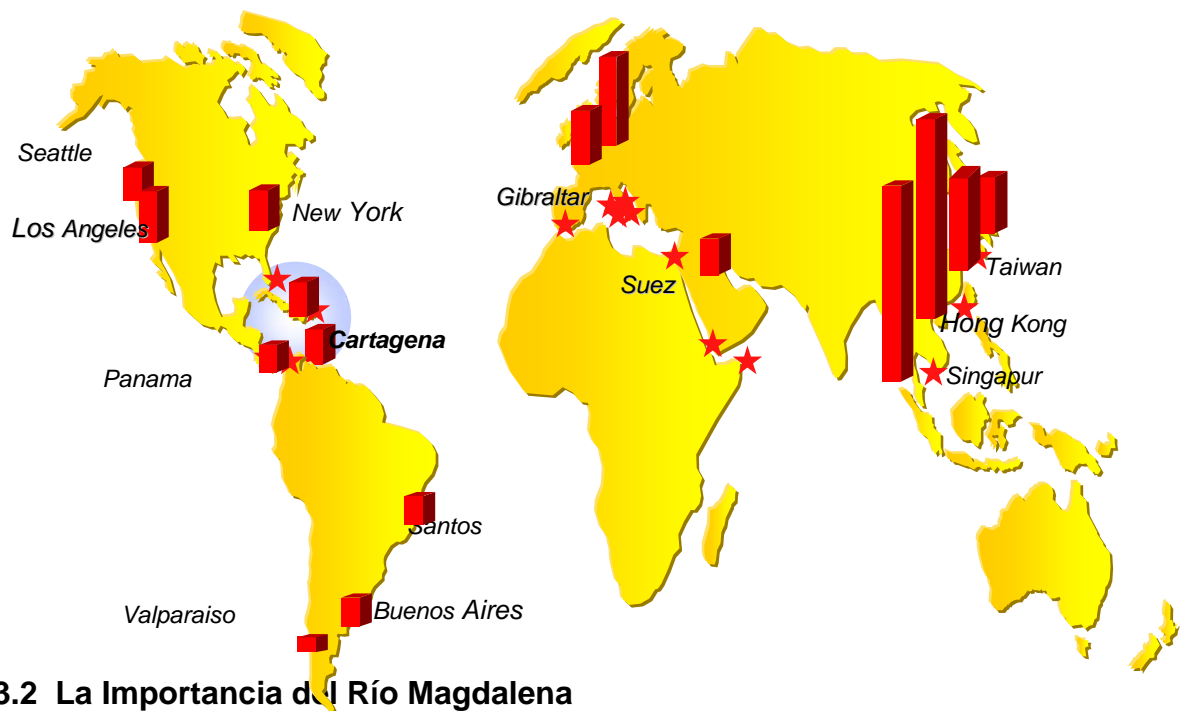 Seattle
Los Angeles
New York
Gibraltar
Suez
Taiwan
Hong Kong
Cartagena
Panama
Singapur
Santos
Valparaiso
Buenos Aires
3.2 La Importancia del Río Magdalena